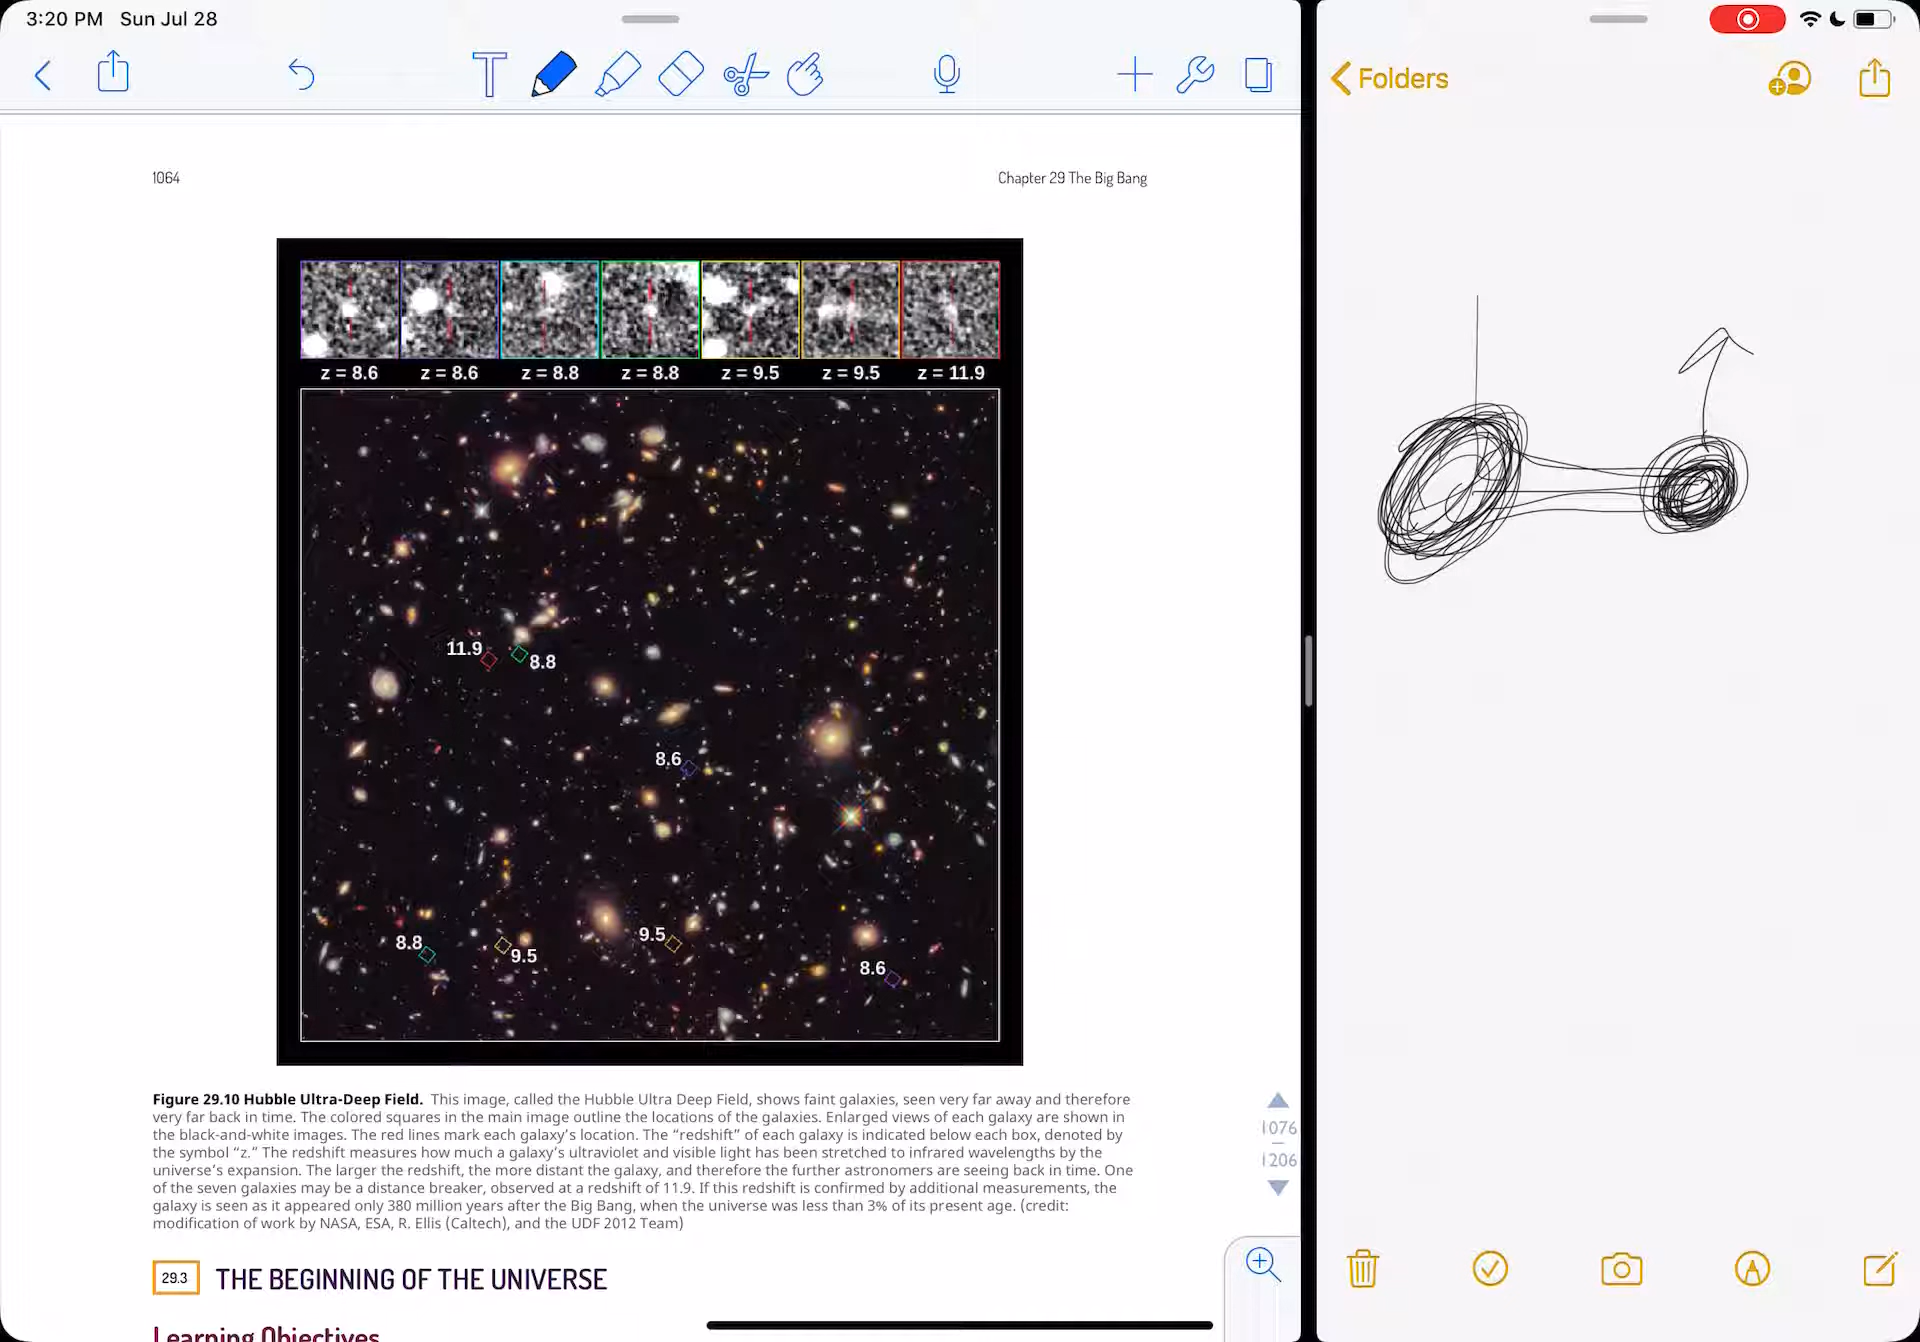 3:20 PM Sun Jul 28
Folders
1064
Chapter 29 The Big Bang
z = 8.6 z = 8.6 z = 8.8 z = 8.8 z = 9.5 z = 9.5 z = 11.9
11.9
8.8
8.6
8.8
9.5
9.5
8.6
Figure 29.10 Hubble Ultra-Deep Field. This image, called the Hubble Ultra Deep Field, shows faint galaxies, seen very far away and therefore
very far back in time. The colored squares in the main image outline the locations of the galaxies. Enlarged views of each galaxy are shown in
the black-and-white images. The red lines mark each galaxy's location. The “redshift” of each galaxy is indicated below each box, denoted by
the symbol “z.” The redshift measures how much a galaxy's ultraviolet and visible light has been stretched to infrared wavelengths by the
universe's expansion. The larger the redshift, the more distant the galaxy, and therefore the further astronomers are seeing back in time. One
of the seven galaxies may be a distance breaker, observed at a redshift of 11.9. If this redshift is confirmed by additional measurements, the
galaxy is seen as it appeared only 380 million years after the Big Bang, when the universe was less than 3% of its present age. (credit:
modification of work by NASA, ESA, R. Ellis (Caltech), and the UDF 2012 Team)
1076
1206
29.3 THE BEGINNING OF THE UNIVERSE
Learning Objectives